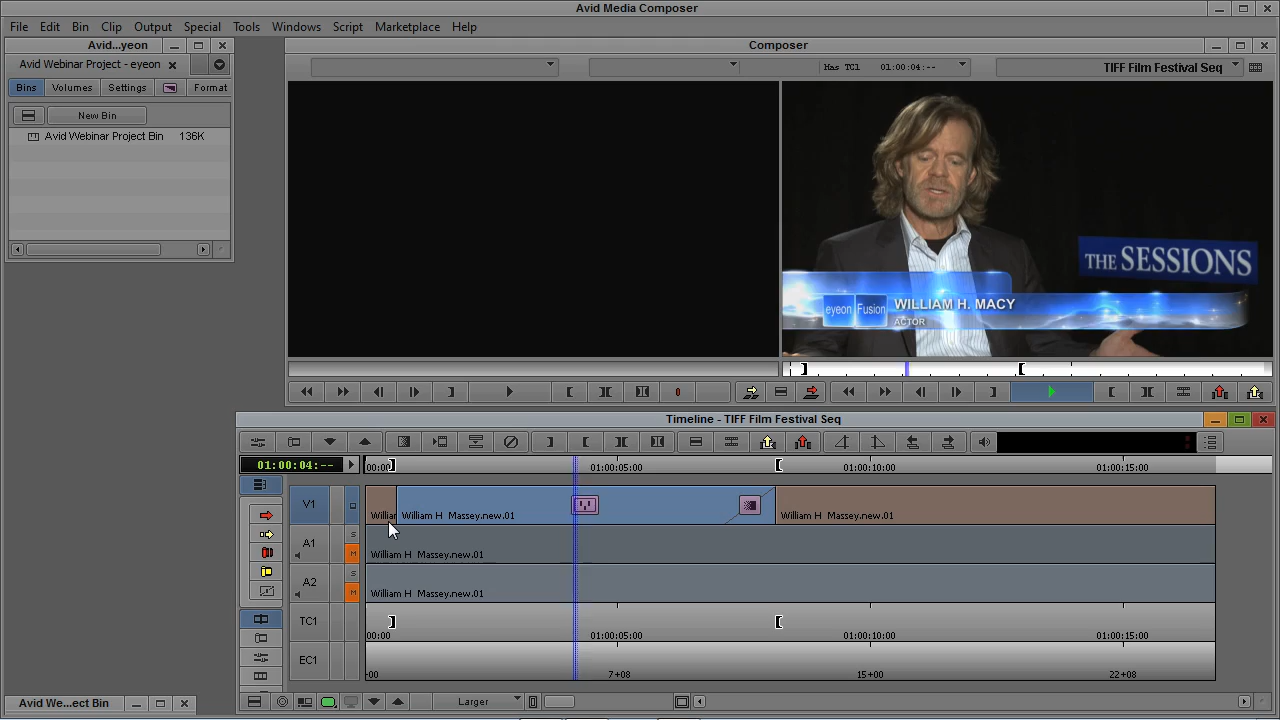 Avid Media Composer
File Edit Bin Clip Output Special Tools Windows Script Marketplace Help
Avid...yeon
Composer
Avid Webinar Project - eyeon
Has TC1 01:00:04:--
TIFF Film Festival Seq
Bins Volumes Settings Format
New Bin
Avid Webinar Project Bin 136K
THE SESSIONS
eyeon Fusion
WILLIAM H. MACY
ACTOR
Timeline - TIFF Film Festival Seq
01:00:04:--
00:00 01:00:05:00 01:00:10:00 01:00:15:00
V1
Williar William H Massey.new.01 William H Massey.new.01
A1 S M
William H Massey.new.01
A2 S M
William H Massey.new.01
TC1
00:00 01:00:05:00 01:00:10:00 01:00:15:00
EC1
:00 7+08 15+00 22+08
Avid We...ect Bin
Larger